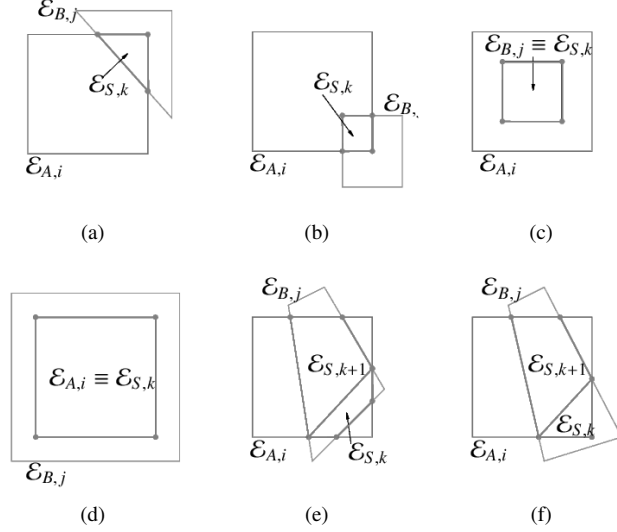 ℰB,j
ℰS,k
ℰA,i
(a)
ℰS,k
ℰB,
ℰA,i
(b)
ℰB,j ≡ ℰS,k
ℰA,i
(c)
ℰA,i ≡ ℰS,k
ℰB,j
(d)
ℰB,j
ℰS,k+1
ℰA,i
ℰS,k
(e)
ℰB,j
ℰS,k+1
ℰS,k
ℰA,i
(f)